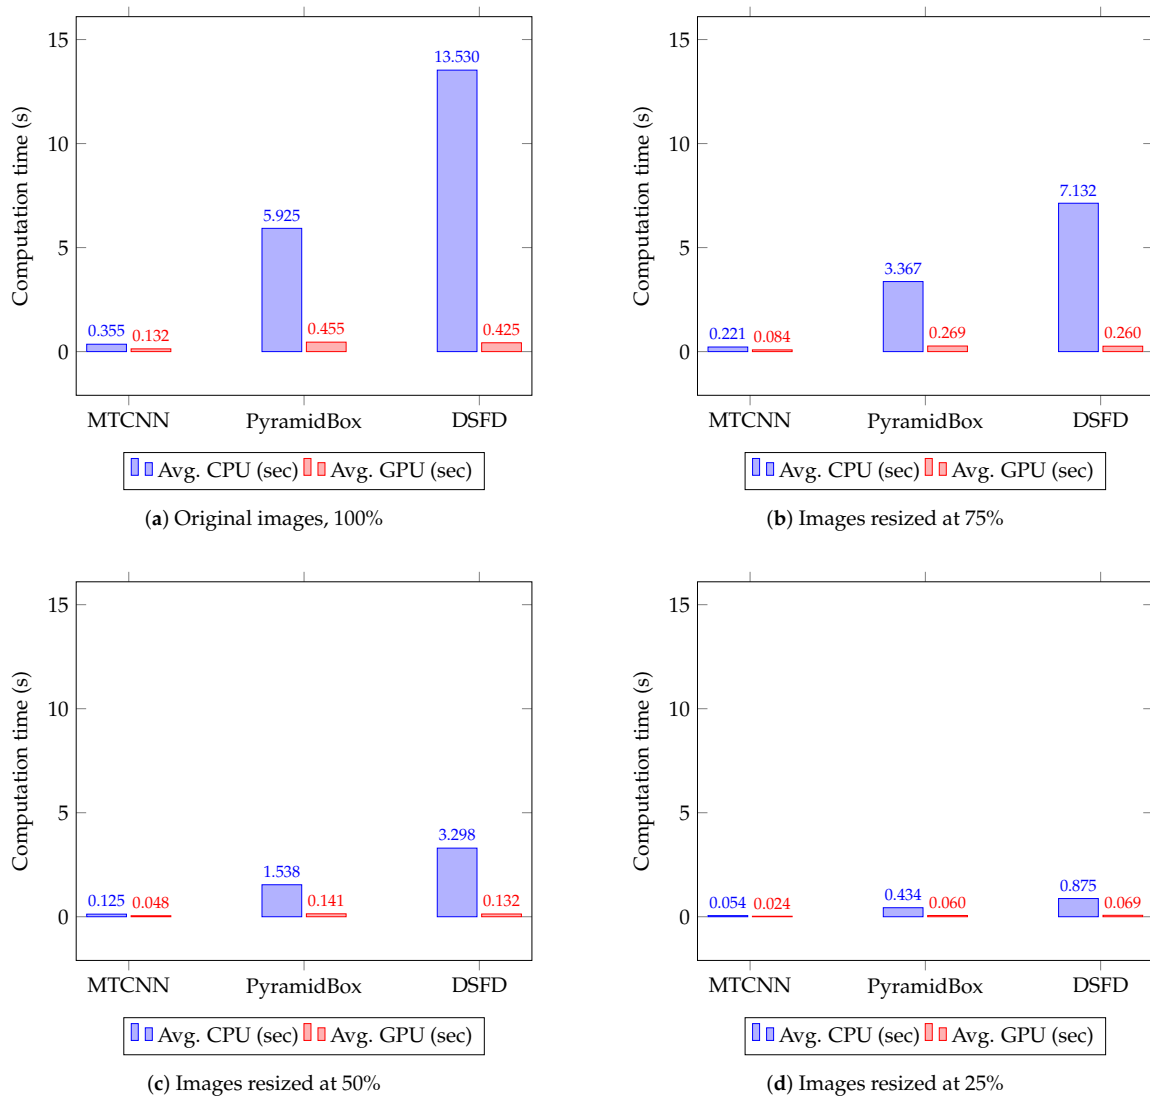 15
10
5
0
Computation time (s)
13.530
5.925
0.355
0.132
0.455
0.425
MTCNN
PyramidBox
DSFD
Avg. CPU (sec) Avg. GPU (sec)
(a) Original images, 100%
15
10
5
0
Computation time (s)
7.132
3.367
0.221
0.084
0.269
0.260
MTCNN
PyramidBox
DSFD
Avg. CPU (sec) Avg. GPU (sec)
(b) Images resized at 75%
15
10
5
0
Computation time (s)
3.298
1.538
0.125
0.048
0.141
0.132
MTCNN
PyramidBox
DSFD
Avg. CPU (sec) Avg. GPU (sec)
(c) Images resized at 50%
15
10
5
0
Computation time (s)
0.875
0.434
0.054
0.024
0.060
0.069
MTCNN
PyramidBox
DSFD
Avg. CPU (sec) Avg. GPU (sec)
(d) Images resized at 25%